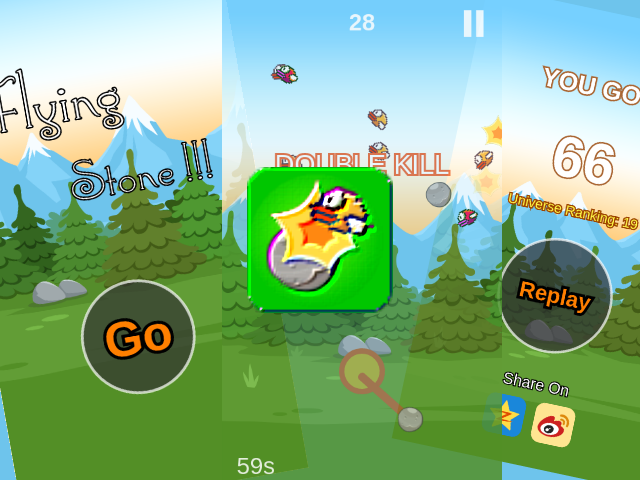 Flying
Stone !!!
Go
28
DOUBLE KILL
59s
YOU GO
66
Universe Ranking: 19
Replay
Share On